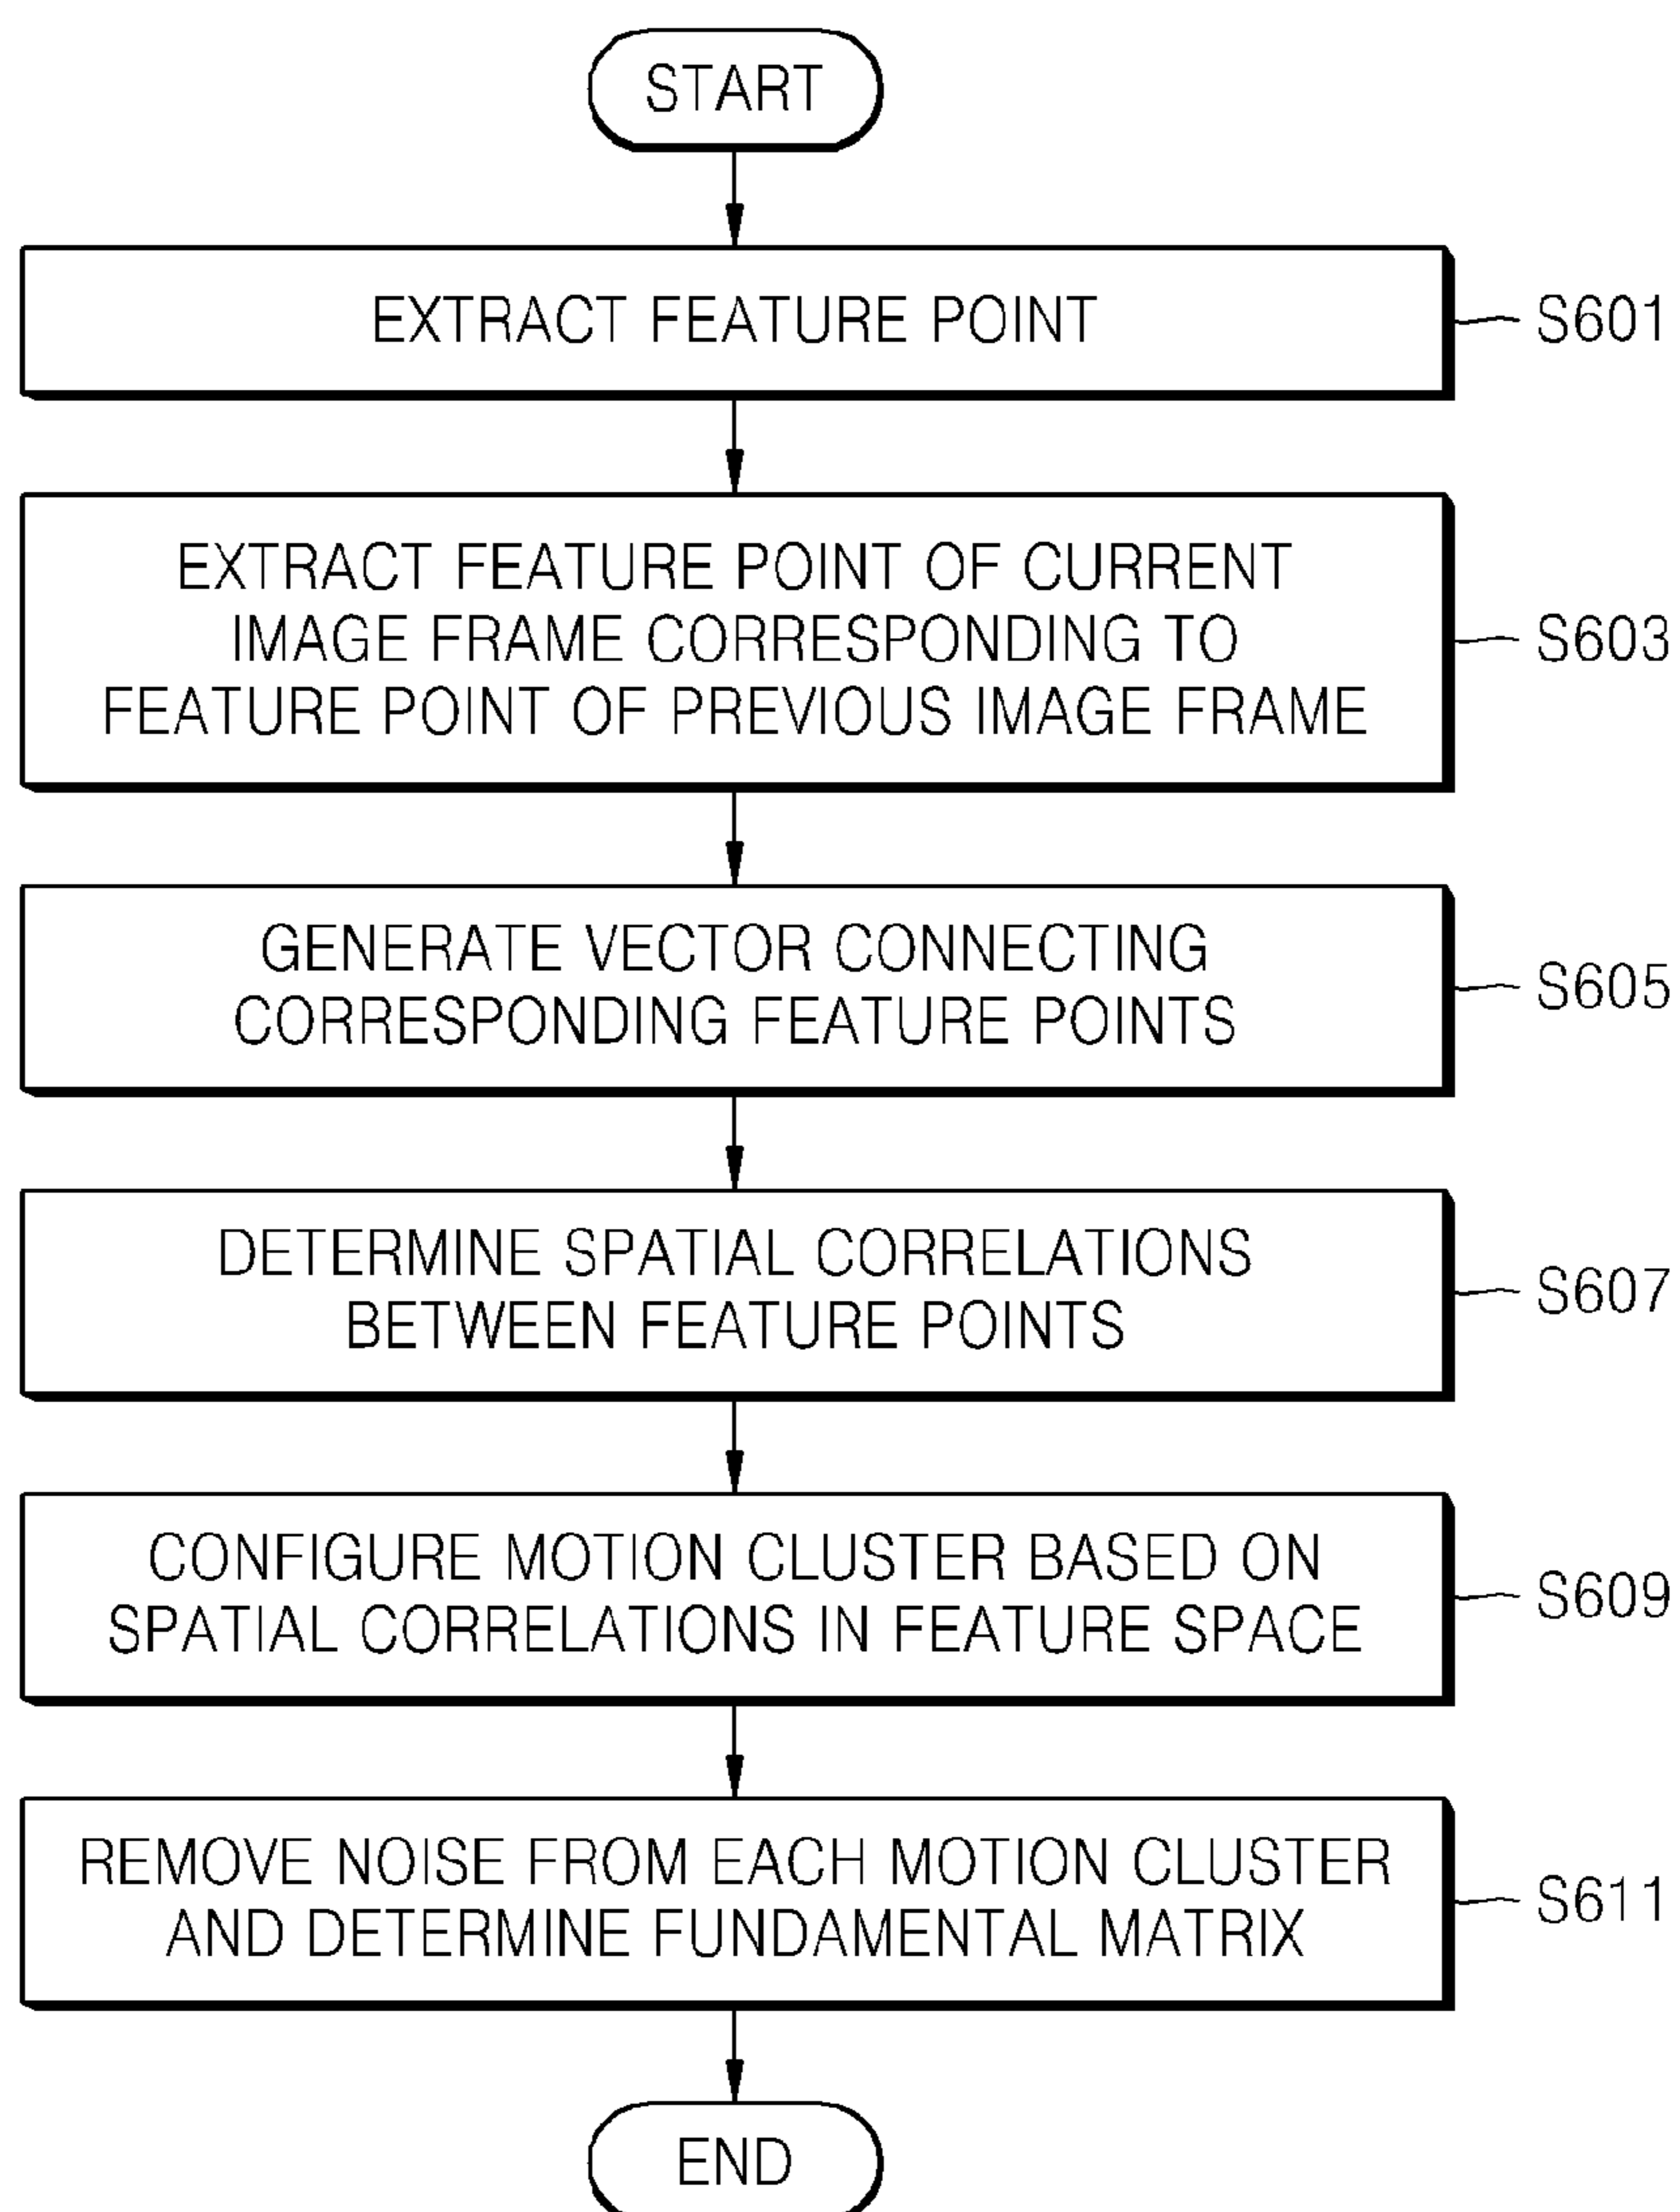 START
EXTRACT FEATURE POINT
S601
EXTRACT FEATURE POINT OF CURRENT
IMAGE FRAME CORRESPONDING TO
FEATURE POINT OF PREVIOUS IMAGE FRAME
S603
GENERATE VECTOR CONNECTING
CORRESPONDING FEATURE POINTS
S605
DETERMINE SPATIAL CORRELATIONS
BETWEEN FEATURE POINTS
S607
CONFIGURE MOTION CLUSTER BASED ON
SPATIAL CORRELATIONS IN FEATURE SPACE
S609
REMOVE NOISE FROM EACH MOTION CLUSTER
AND DETERMINE FUNDAMENTAL MATRIX
S611
END